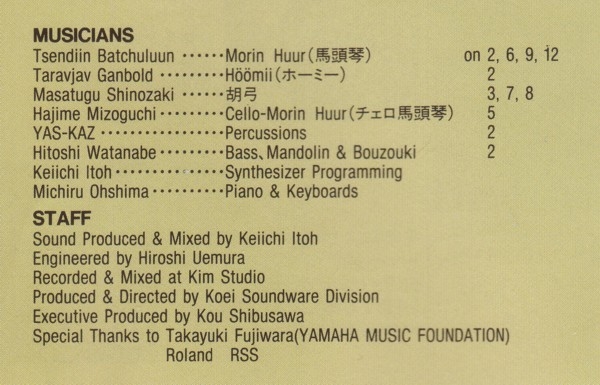 MUSICIANS
Tsendiin Batchuluun ······ Morin Huur(馬頭琴) on 2, 6, 9, 12
Taravjav Ganbold ········· Höömii(ホーミー) 2
Masatugu Shinozaki ······ 胡弓 3, 7, 8
Hajime Mizoguchi ········· Cello-Morin Huur(チェロ馬頭琴) 5
YAS-KAZ ·················· Percussions 2
Hitoshi Watanabe ········· Bass、Mandolin & Bouzouki 2
Keiichi Itoh ··············· Synthesizer Programming
Michiru Ohshima ·········· Piano & Keyboards
STAFF
Sound Produced & Mixed by Keiichi Itoh
Engineered by Hiroshi Uemura
Recorded & Mixed at Kim Studio
Produced & Directed by Koei Soundware Division
Executive Produced by Kou Shibusawa
Special Thanks to Takayuki Fujiwara(YAMAHA MUSIC FOUNDATION)
Roland RSS